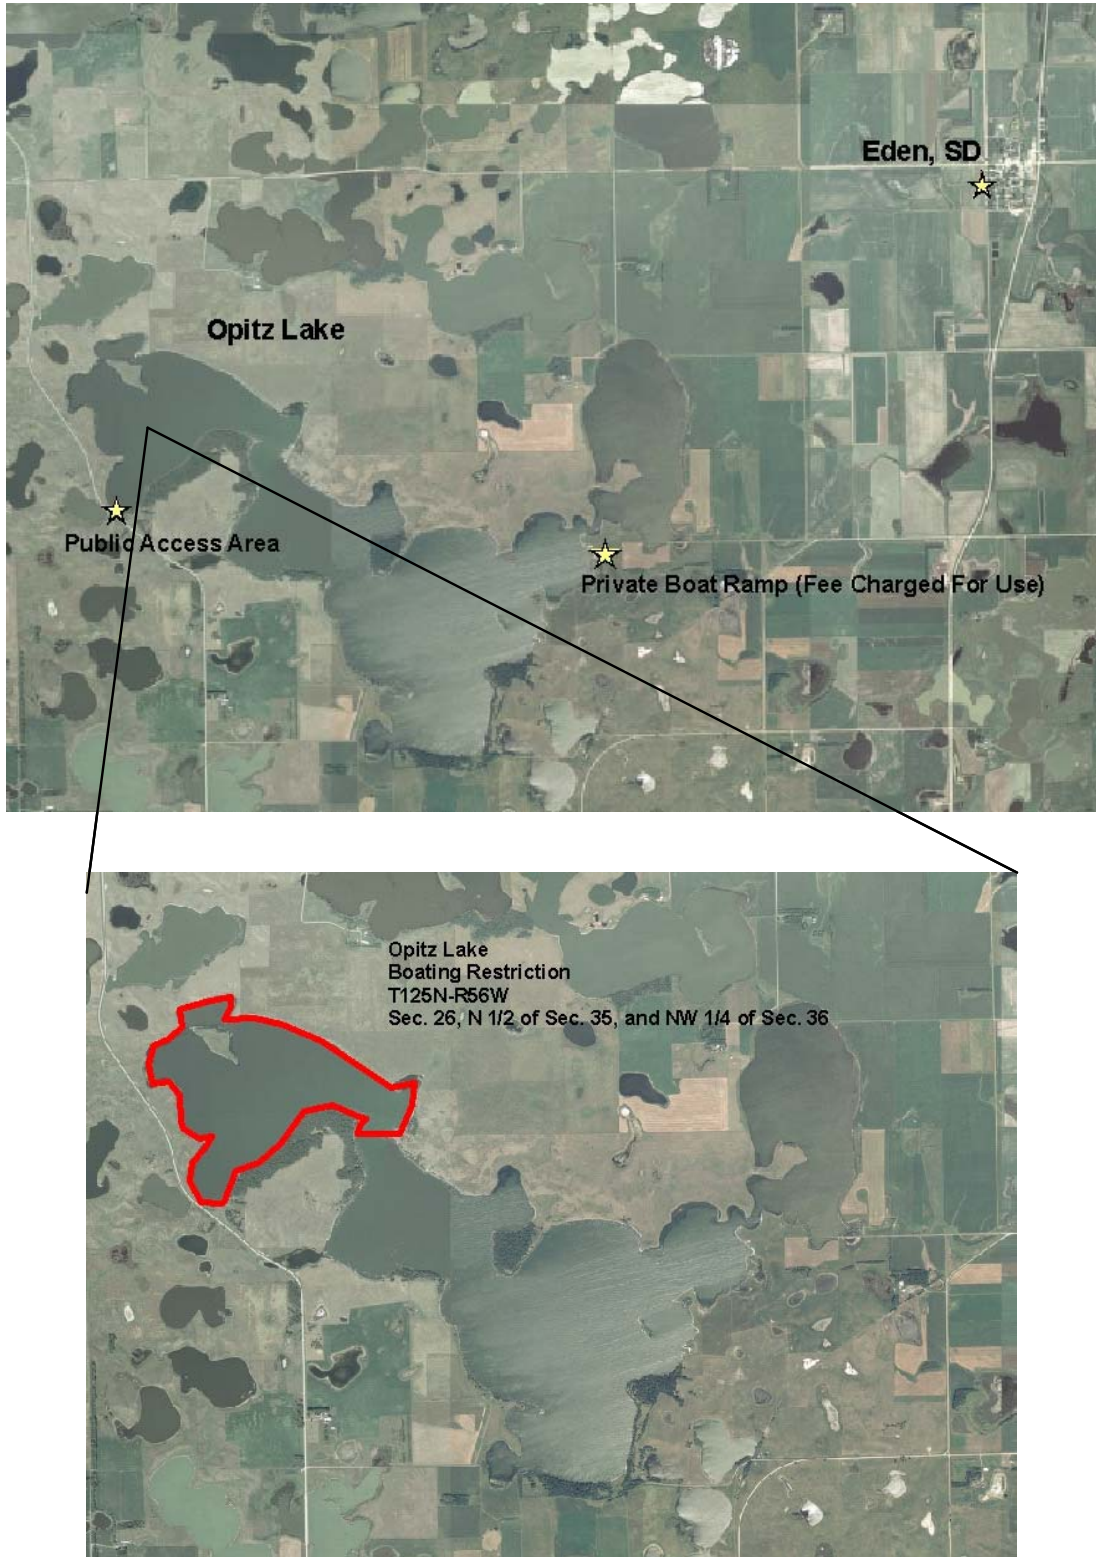 Eden, SD
Opitz Lake
Public Access Area
Private Boat Ramp (Fee Charged For Use)
Opitz Lake
Boating Restriction
T125N-R56W
Sec. 26, N 1/2 of Sec. 35, and NW 1/4 of Sec. 36